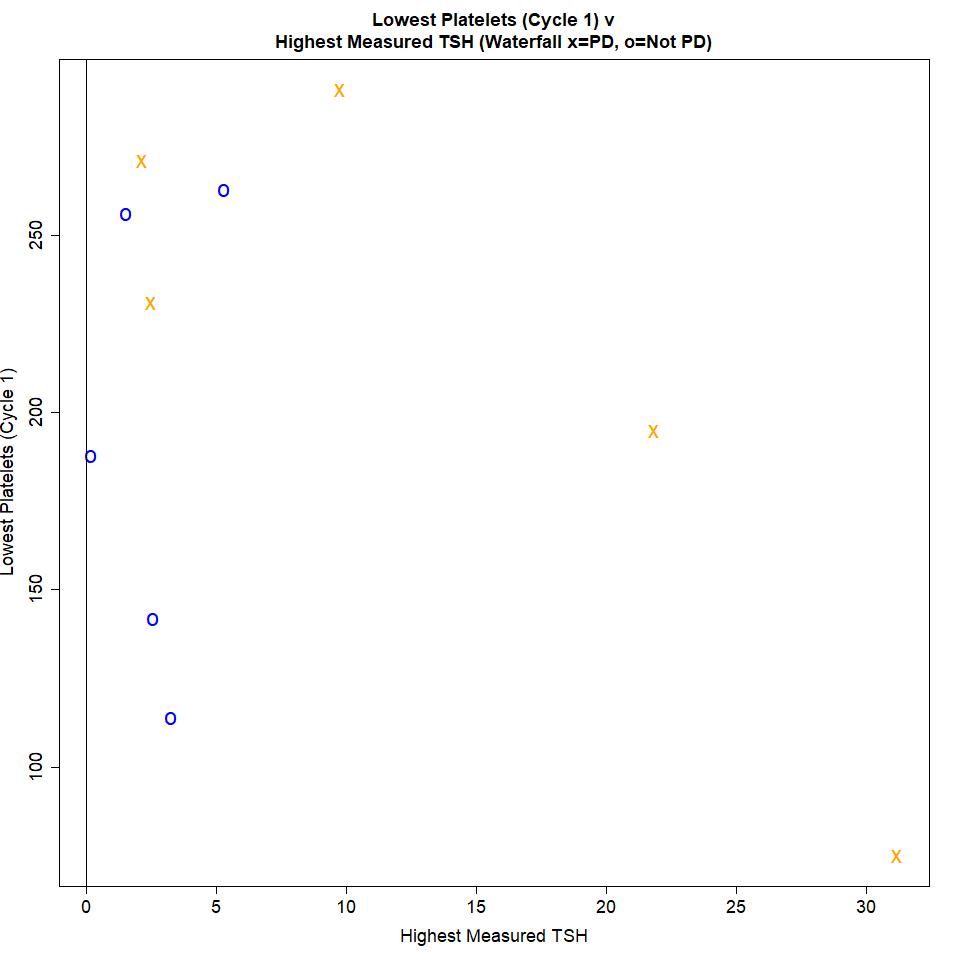 Lowest Platelets (Cycle 1) v
Highest Measured TSH (Waterfall x=PD, o=Not PD)
X
X
O
O
X
250
200
X
O
Lowest Platelets (Cycle 1)
150
O
O
100
X
0 5 10 15 20 25 30
Highest Measured TSH